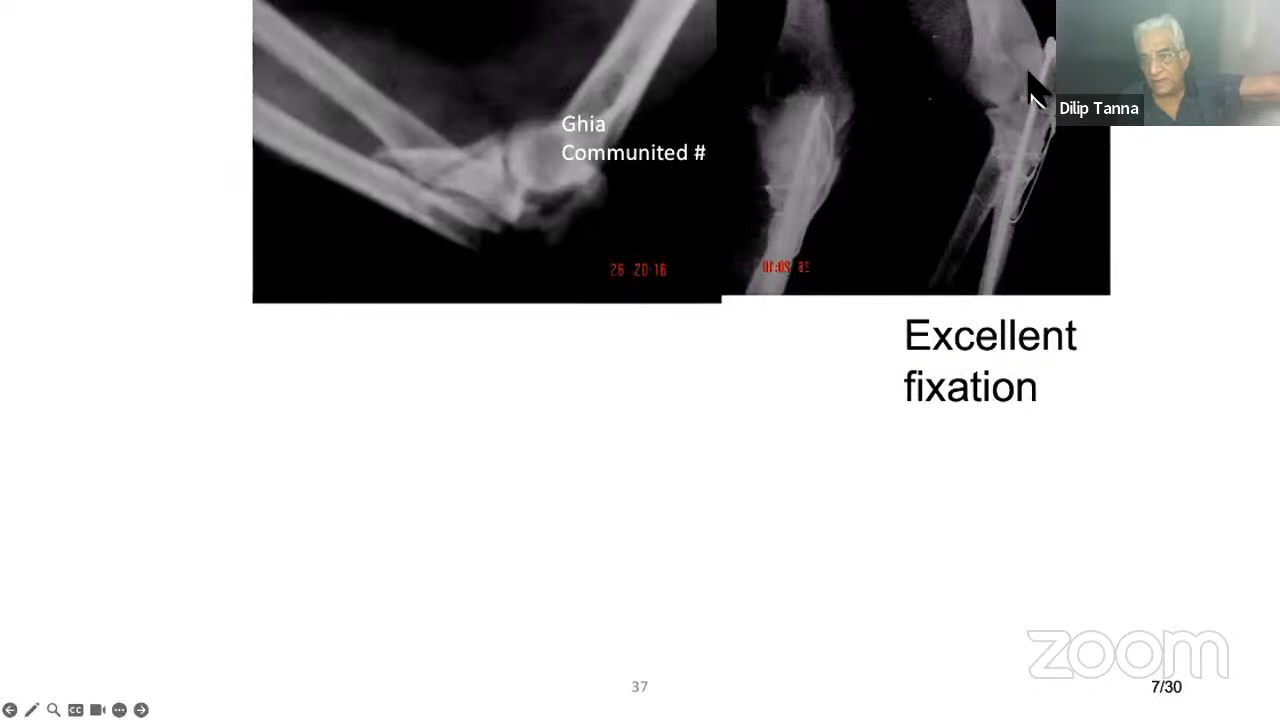 Ghia
Communited #
Dilip Tanna
26 20·16
Excellent
fixation
zoom
37
7/30